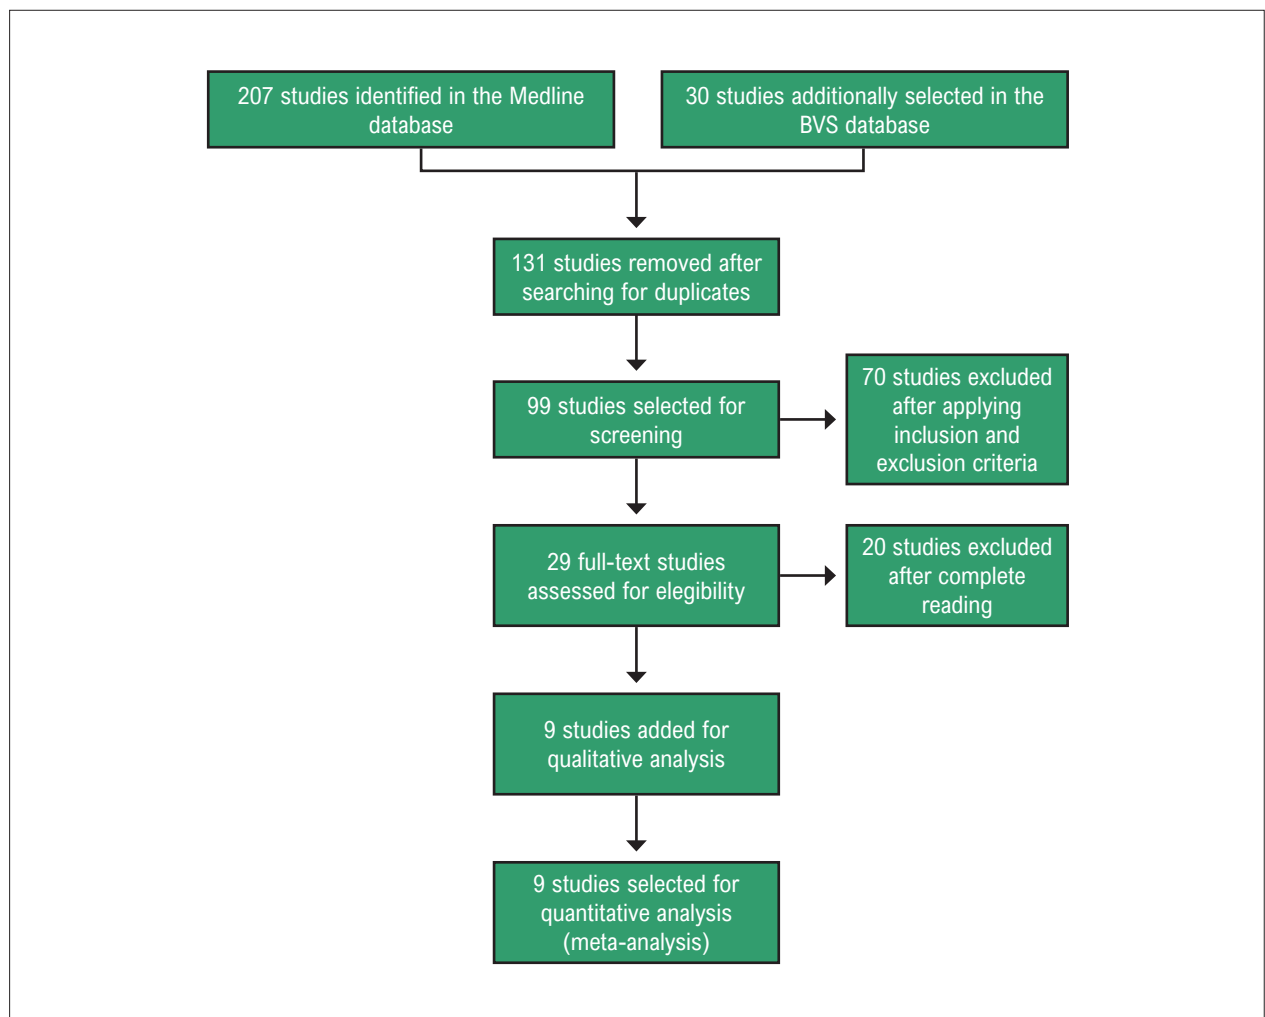 207 studies identified in the Medline
database
30 studies additionally selected in the
BVS database
131 studies removed after
searching for duplicates
99 studies selected for
screening
70 studies excluded
after applying
inclusion and
exclusion criteria
29 full-text studies
assessed for elegibility
20 studies excluded
after complete
reading
9 studies added for
qualitative analysis
9 studies selected for
quantitative analysis
(meta-analysis)